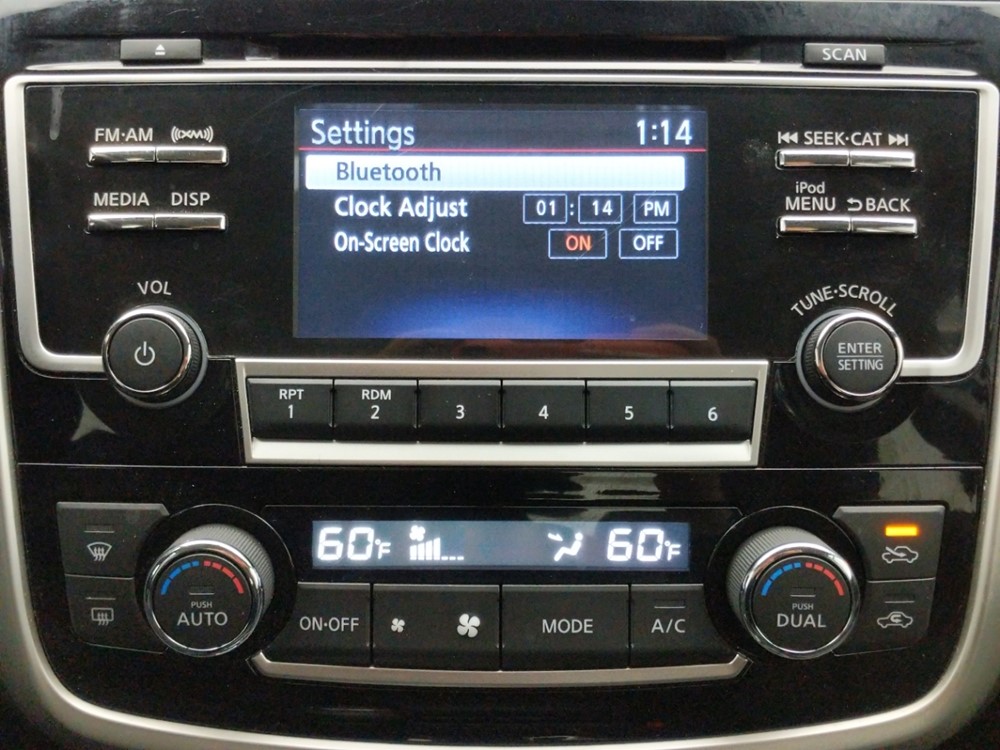 SCAN
FM·AM ((XM))
MEDIA DISP
VOL
Settings 1:14
Bluetooth
Clock Adjust 01 : 14 PM
On-Screen Clock ON OFF
SEEK·CAT
iPod
MENU BACK
TUNE·SCROLL
ENTER
SETTING
RPT
1
RDM
2
3
4
5
6
60°F 60°F
PUSH
AUTO
ON·OFF
MODE
A/C
PUSH
DUAL